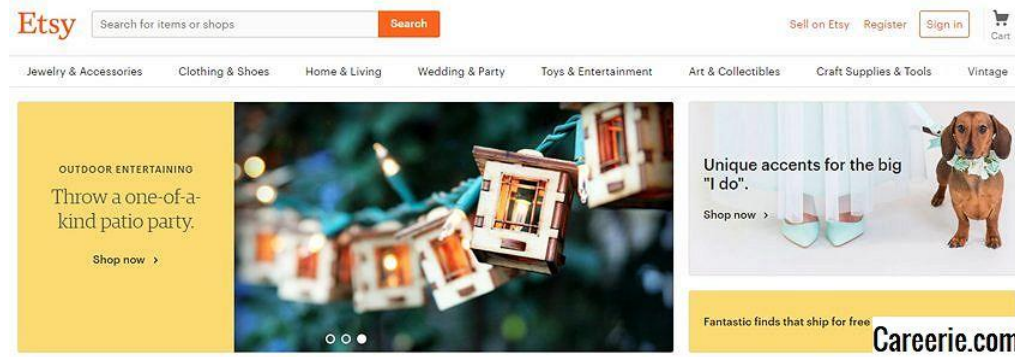 Etsy
Search for items or shops
Search
Sell on Etsy
Register
Sign in
Cart
Jewelry & Accessories
Clothing & Shoes
Home & Living
Wedding & Party
Toys & Entertainment
Art & Collectibles
Craft Supplies & Tools
Vintage
OUTDOOR ENTERTAINING
Throw a one-of-a-
kind patio party.
Shop now >
Unique accents for the big
"I do".
Shop now >
Fantastic finds that ship for free
Careerie.com